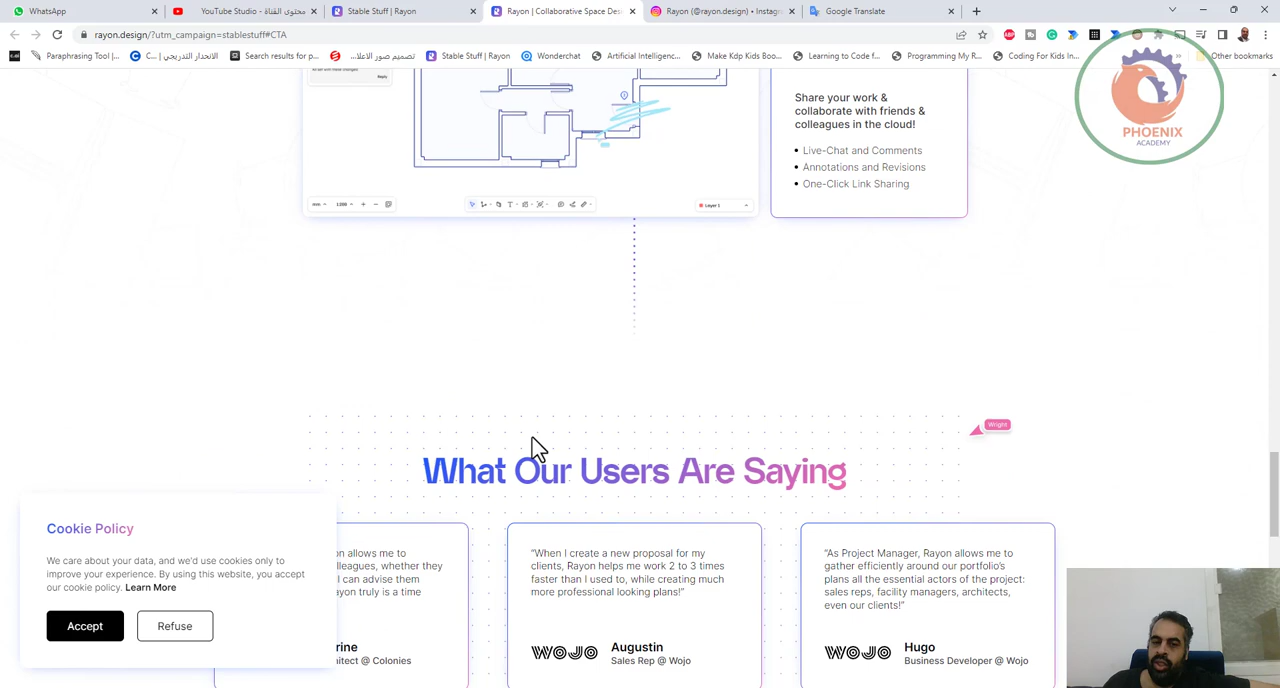 WhatsApp
YouTube Studio - محتوى القناة
Stable Stuff | Rayon
Rayon | Collaborative Space Des
Rayon (@rayon.design) • Instagr
Google Translate
rayon.design/?utm_campaign=stablestuff#CTA
Paraphrasing Tool |...
الانحدار التدريجي |...
C... |
Search results for p...
تصميم صور الاعلا...
Stable Stuff | Rayon
Wonderchat
Artificial Intelligenc...
Make Kdp Kids Boo...
Learning to Code f...
Programming My R...
Coding For Kids In...
Other bookmarks
PHOENIX
ACADEMY
Reply
Share your work &
collaborate with friends &
colleagues in the cloud!
• Live-Chat and Comments
• Annotations and Revisions
• One-Click Link Sharing
mm
Layer 1
Wright
What Our Users Are Saying
Cookie Policy
We care about your data, and we'd use cookies only to
improve your experience. By using this website, you accept
our cookie policy. Learn More
Accept
Refuse
on allows me to
lleagues, whether they
I can advise them
ayon truly is a time
rine
hitect @ Colonies
“When I create a new proposal for my
clients, Rayon helps me work 2 to 3 times
faster than I used to, while creating much
more professional looking plans!”
WOJO
Augustin
Sales Rep @ Wojo
“As Project Manager, Rayon allows me to
gather efficiently around our portfolio's
plans all the essential actors of the project:
sales reps, facility managers, architects,
even our clients!”
WOJO
Hugo
Business Developer @ Wojo